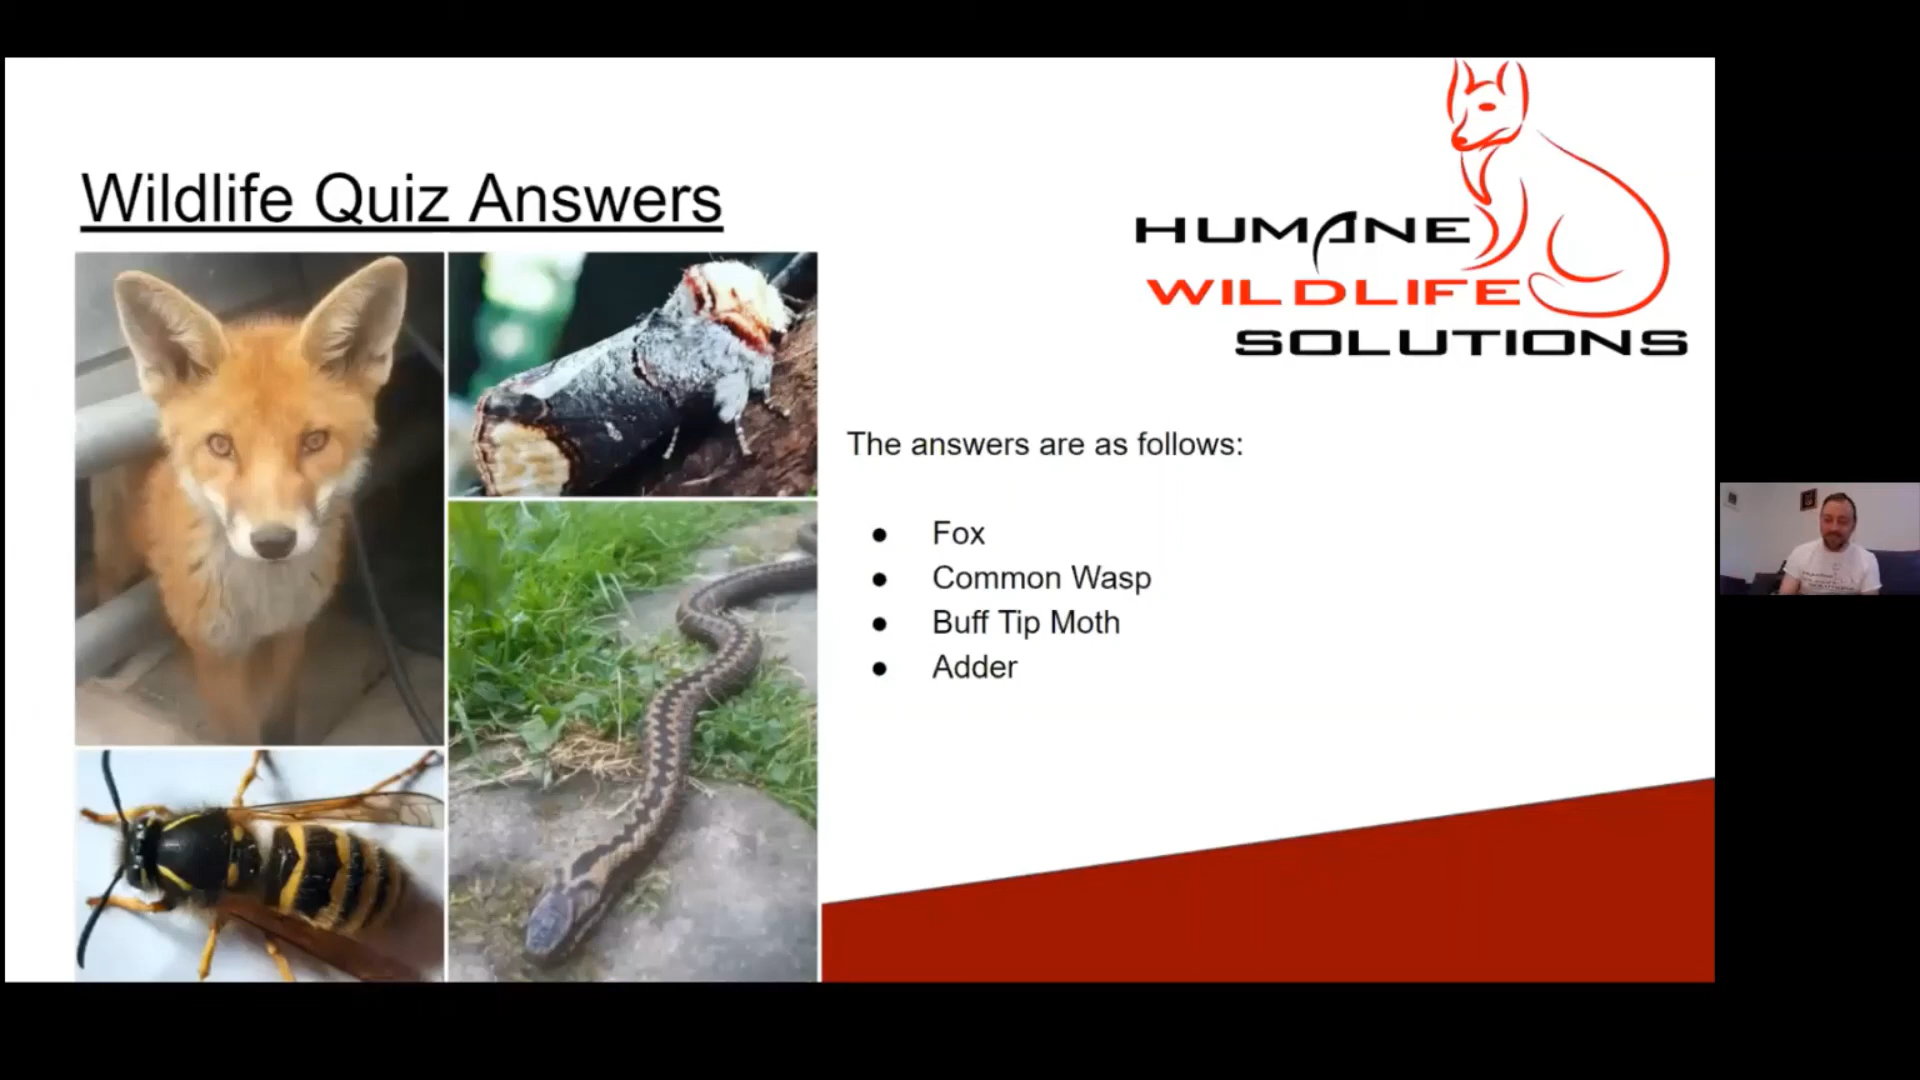 Wildlife Quiz Answers
HUMANE
WILDLIFE
SOLUTIONS
The answers are as follows:
● Fox
● Common Wasp
● Buff Tip Moth
● Adder